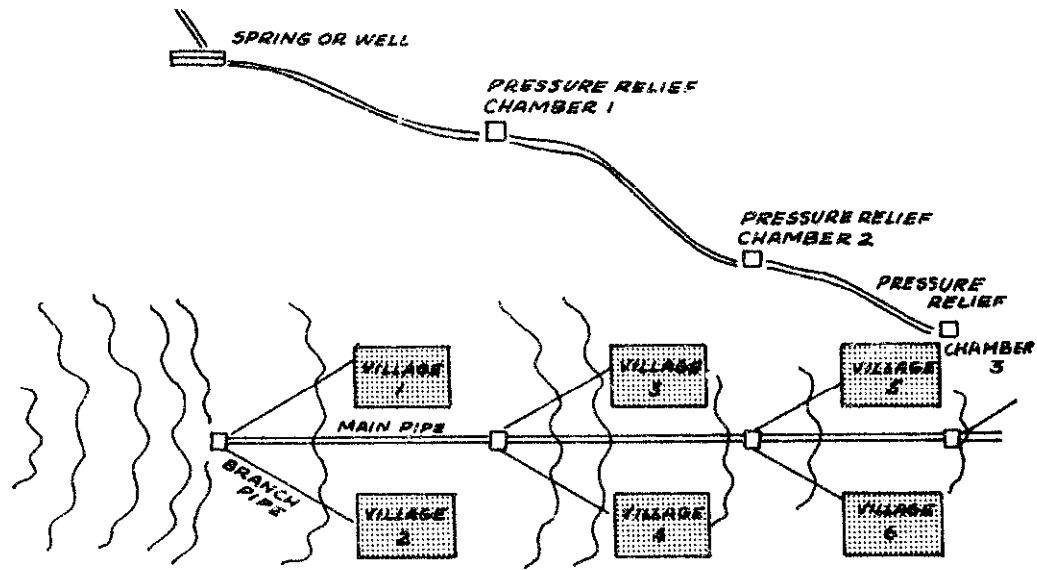 SPRING OR WELL
PRESSURE RELIEF
CHAMBER 1
PRESSURE RELIEF
CHAMBER 2
PRESSURE
RELIEF
CHAMBER
3
VILLAGE
1
VILLAGE
3
VILLAGE
5
MAIN PIPE
BRANCH
PIPE
VILLAGE
2
VILLAGE
4
VILLAGE
6